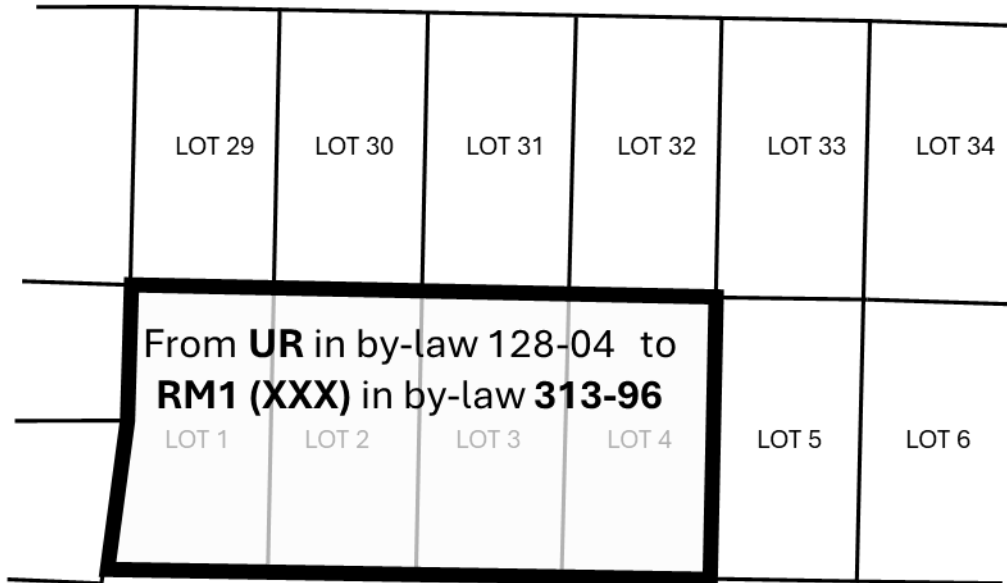 LOT 29 LOT 30 LOT 31 LOT 32 LOT 33 LOT 34
From UR in by-law 128-04 to
RM1 (XXX) in by-law 313-96
LOT 1 LOT 2 LOT 3 LOT 4 LOT 5 LOT 6